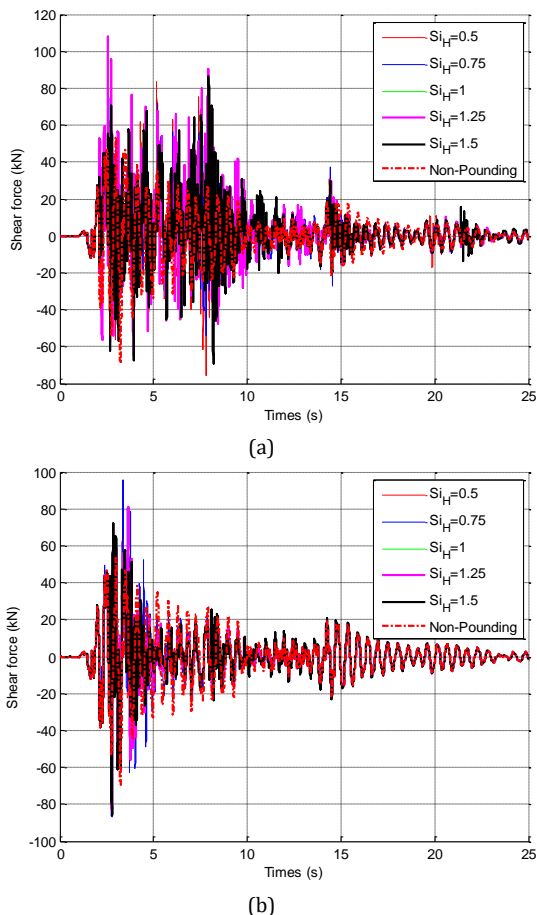 120
100
80
60
40
20
0
-20
-40
-60
-80
0 5 10 15 20 25
Shear force (kN)
Times (s)
Si_H=0.5
Si_H=0.75
Si_H=1
Si_H=1.25
Si_H=1.5
Non-Pounding
(a)
100
80
60
40
20
0
-20
-40
-60
-80
-100
0 5 10 15 20 25
Shear force (kN)
Times (s)
Si_H=0.5
Si_H=0.75
Si_H=1
Si_H=1.25
Si_H=1.5
Non-Pounding
(b)